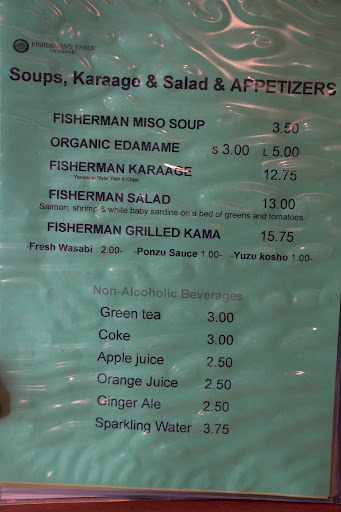 FISHERMAN'S TABLE
Soups, Karaage & Salad & APPETIZERS
FISHERMAN MISO SOUP 3.50
ORGANIC EDAMAME S 3.00 L 5.00
FISHERMAN KARAAGE 12.75
Fish & Chips
FISHERMAN SALAD 13.00
Salmon, shrimp & white baby sardine on a bed of greens and tomatoes
FISHERMAN GRILLED KAMA 15.75
-Fresh Wasabi 2.00- -Ponzu Sauce 1.00- -Yuzu kosho 1.00-
Non-Alcoholic Beverages
Green tea 3.00
Coke 3.00
Apple juice 2.50
Orange Juice 2.50
Ginger Ale 2.50
Sparkling Water 3.75